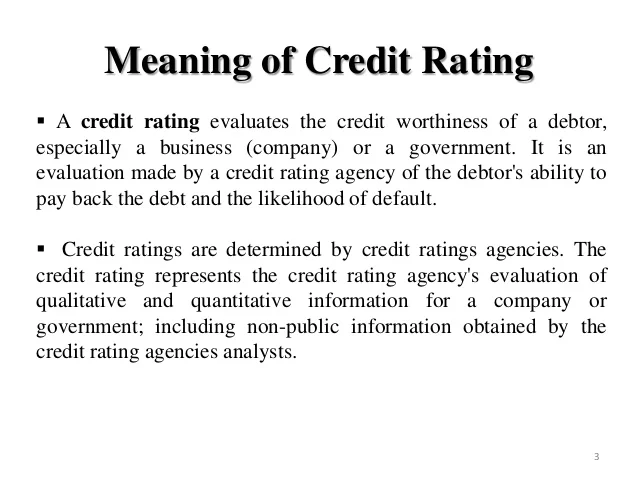 Meaning of Credit Rating
▪ A credit rating evaluates the credit worthiness of a debtor,
especially a business (company) or a government. It is an
evaluation made by a credit rating agency of the debtor's ability to
pay back the debt and the likelihood of default.
▪ Credit ratings are determined by credit ratings agencies. The
credit rating represents the credit rating agency's evaluation of
qualitative and quantitative information for a company or
government; including non-public information obtained by the
credit rating agencies analysts.
3